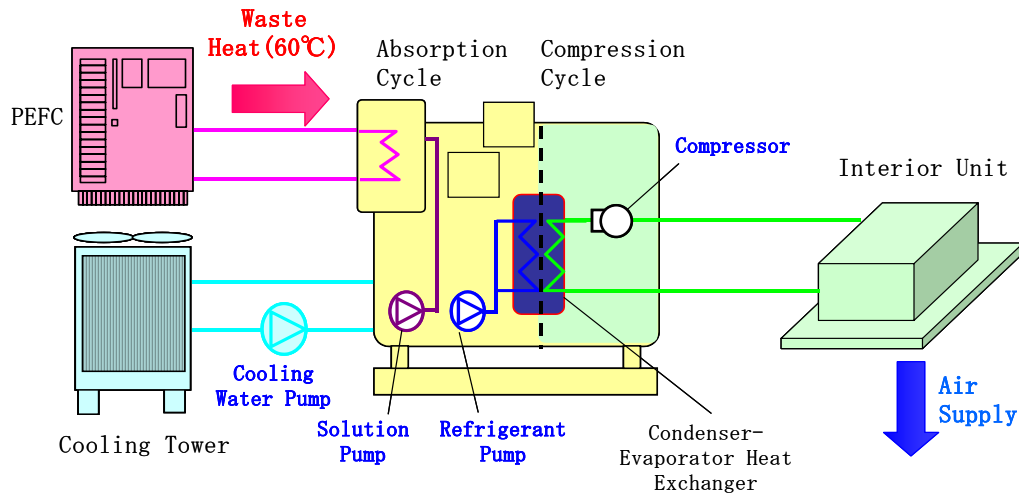 Waste
Heat(60℃)
Absorption
Cycle
Compression
Cycle
PEFC
Compressor
Interior Unit
Cooling
Water Pump
Cooling Tower
Solution
Pump
Refrigerant
Pump
Condenser-
Evaporator Heat
Exchanger
Air
Supply